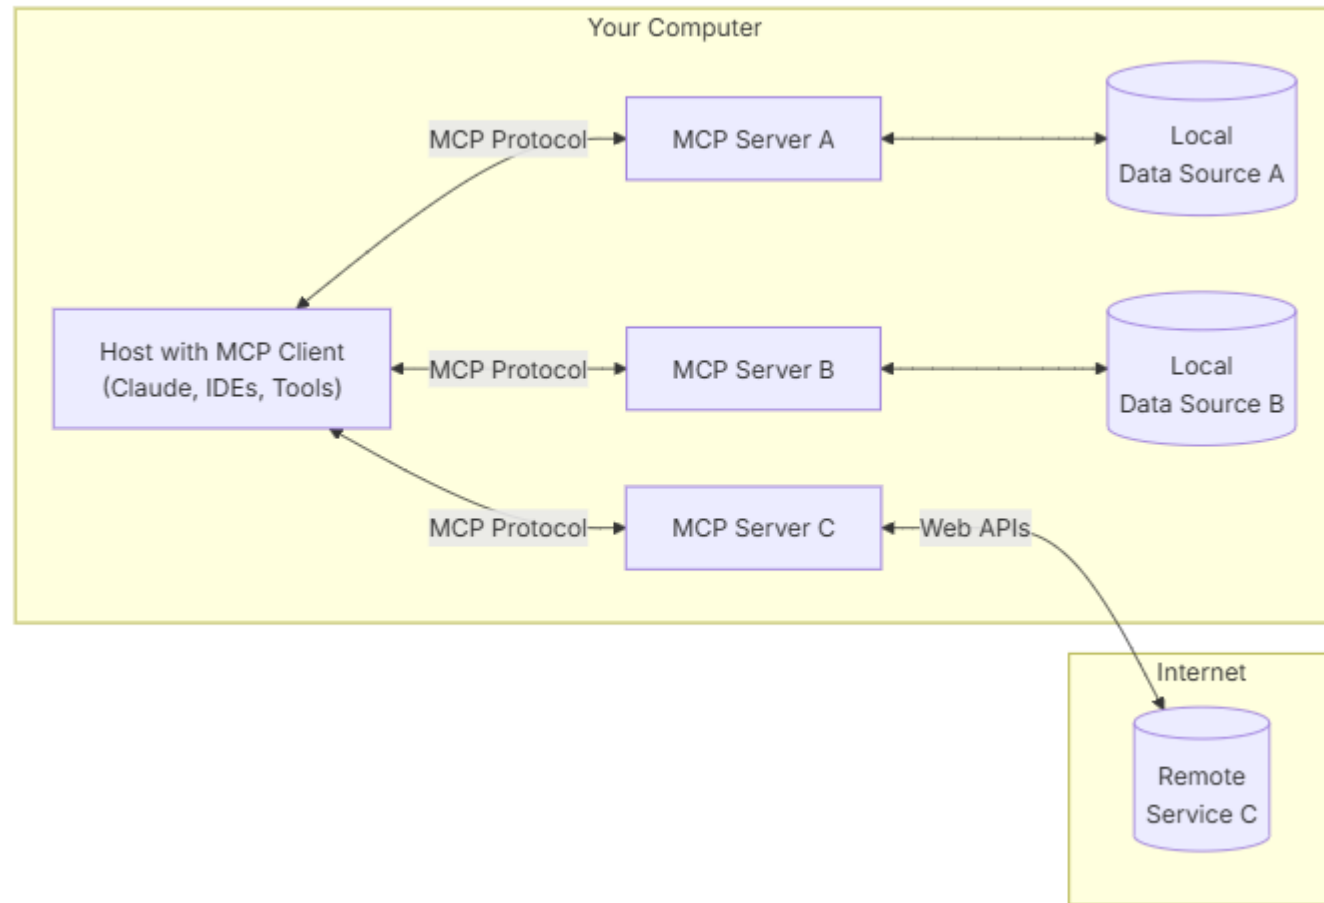 Your Computer
MCP Protocol
MCP Server A
Local
Data Source A
Host with MCP Client
(Claude, IDEs, Tools)
MCP Protocol
MCP Server B
Local
Data Source B
MCP Protocol
MCP Server C
Web APIs
Internet
Remote
Service C